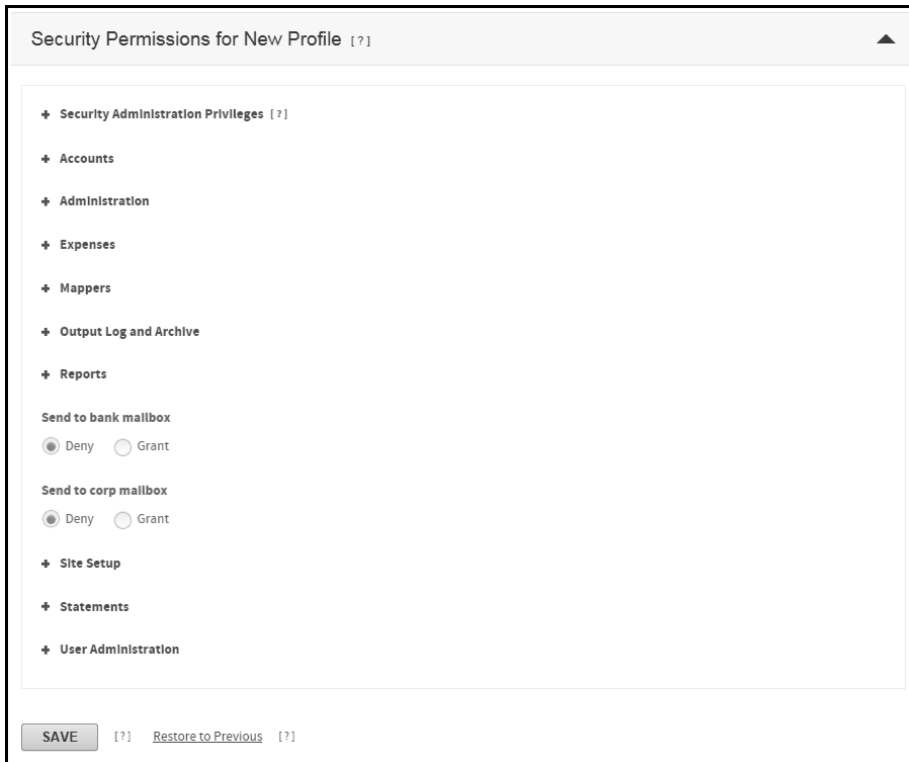 Security Permissions for New Profile [?]
+ Security Administration Privileges [?]
+ Accounts
+ Administration
+ Expenses
+ Mappers
+ Output Log and Archive
+ Reports
Send to bank mailbox
Deny Grant
Send to corp mailbox
Deny Grant
+ Site Setup
+ Statements
+ User Administration
SAVE [?] Restore to Previous [?]